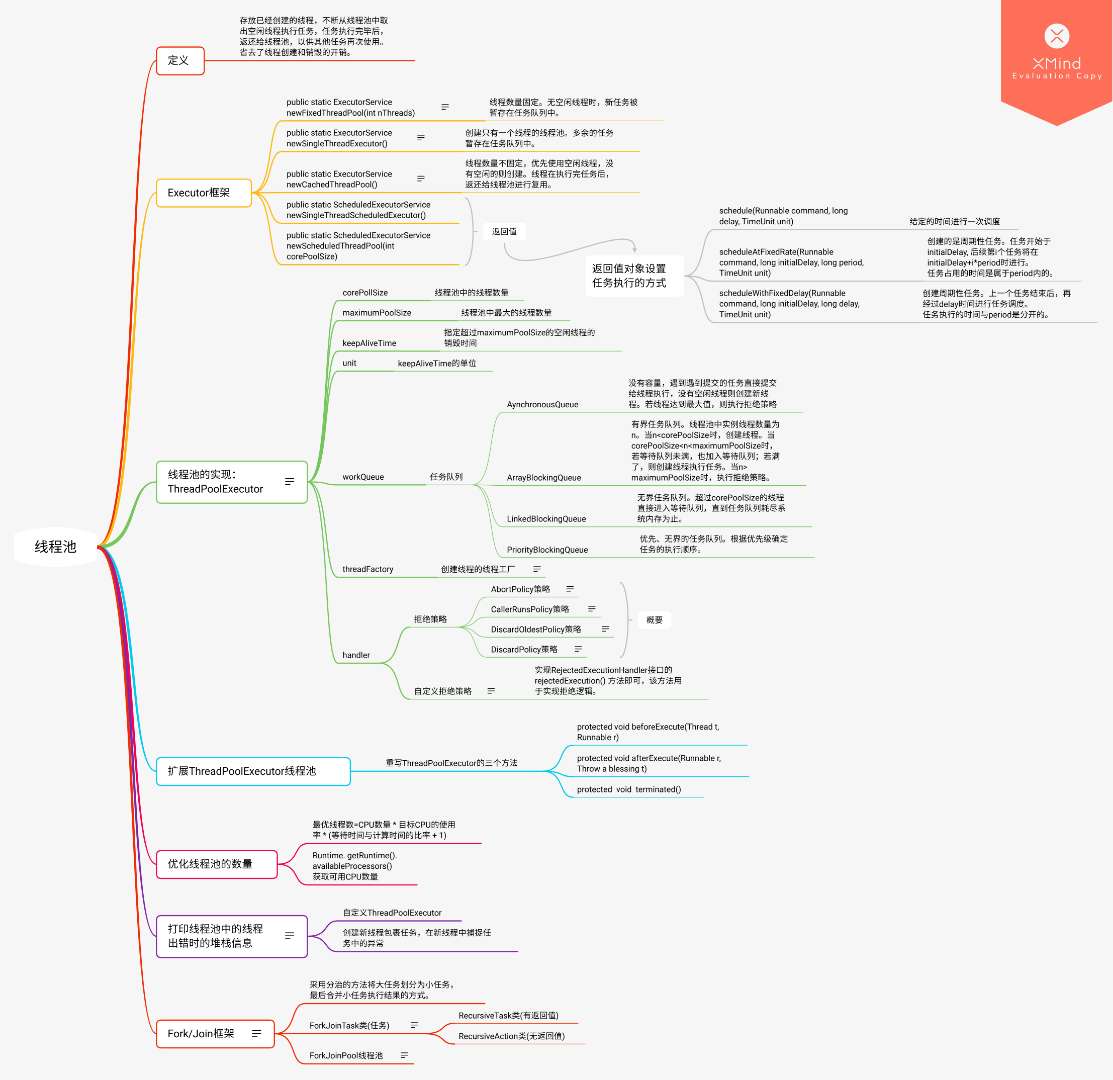 XMind
Evaluation Copy
线程池
定义
存放已经创建的线程，不断从线程池中取
出空闲线程执行任务，任务执行完毕后，
返还给线程池，以供其他任务再次使用。
省去了线程创建和销毁的开销。
Executor框架
public static ExecutorService
newFixedThreadPool(int nThreads)
线程数量固定。无空闲线程时，新任务被
暂存在任务队列中。
public static ExecutorService
newSingleThreadExecutor()
创建只有一个线程的线程池，多余的任务
暂存在任务队列中。
public static ExecutorService
newCachedThreadPool()
线程数量不固定，优先使用空闲线程，没
有空闲的则创建。线程在执行完任务后，
返还给线程池进行复用。
public static ScheduledExecutorService
newSingleThreadScheduledExecutor()
public static ScheduledExecutorService
newScheduledThreadPool(int
corePoolSize)
返回值
返回值对象设置
任务执行的方式
schedule(Runnable command, long
delay, TimeUnit unit)
给定的时间进行一次调度
scheduleAtFixedRate(Runnable
command, long initialDelay, long period,
TimeUnit unit)
创建的是周期性任务。任务开始于
initialDelay, 后续第i个任务将在
initialDelay+i*period时进行。
任务占用的时间是属于period内的。
scheduleWithFixedDelay(Runnable
command, long initialDelay, long delay,
TimeUnit unit)
创建周期性任务。上一个任务结束后，再
经过delay时间进行任务调度。
任务执行的时间与period是分开的。
线程池的实现：
ThreadPoolExecutor
corePollSize
线程池中的线程数量
maximumPoolSize
线程池中最大的线程数量
keepAliveTime
指定超过maximumPoolSize的空闲线程的
销毁时间
unit
keepAliveTime的单位
workQueue
任务队列
AynchronousQueue
没有容量，遇到遇到提交的任务直接提交
给线程执行，没有空闲线程则创建新线
程。若线程达到最大值，则执行拒绝策略
ArrayBlockingQueue
有界任务队列。线程池中实例线程数量为
n。当n<corePoolSize时，创建线程。当
corePoolSize<n<maximumPoolSize时，
若等待队列未满，也加入等待队列；若满
了，则创建线程执行任务。当n>
maximumPoolSize时，执行拒绝策略。
LinkedBlockingQueue
无界任务队列。超过corePoolSize的线程
直接进入等待队列，直到任务队列耗尽系
统内存为止。
PriorityBlockingQueue
优先、无界的任务队列。根据优先级确定
任务的执行顺序。
threadFactory
创建线程的线程工厂
handler
拒绝策略
AbortPolicy策略
CallerRunsPolicy策略
DiscardOldestPolicy策略
DiscardPolicy策略
概要
自定义拒绝策略
实现RejectedExecutionHandler接口的
rejectedExecution() 方法即可。该方法用
于实现拒绝逻辑。
扩展ThreadPoolExecutor线程池
重写ThreadPoolExecutor的三个方法
protected void beforeExecute(Thread t,
Runnable r)
protected void afterExecute(Runnable r,
Throw a blessing t)
protected void terminated()
优化线程池的数量
最优线程数=CPU数量 * 目标CPU的使用
率 * (等待时间与计算时间的比率 + 1)
Runtime. getRuntime().
availableProcessors()
获取可用CPU数量
打印线程池中的线程
出错时的堆栈信息
自定义ThreadPoolExecutor
创建新线程包裹任务，在新线程中捕捉任
务中的异常
Fork/Join框架
采用分治的方法将大任务划分为小任务，
最后合并小任务执行结果的方式。
ForkJoinTask类(任务)
RecursiveTask类(有返回值)
RecursiveAction类(无返回值)
ForkJoinPool线程池